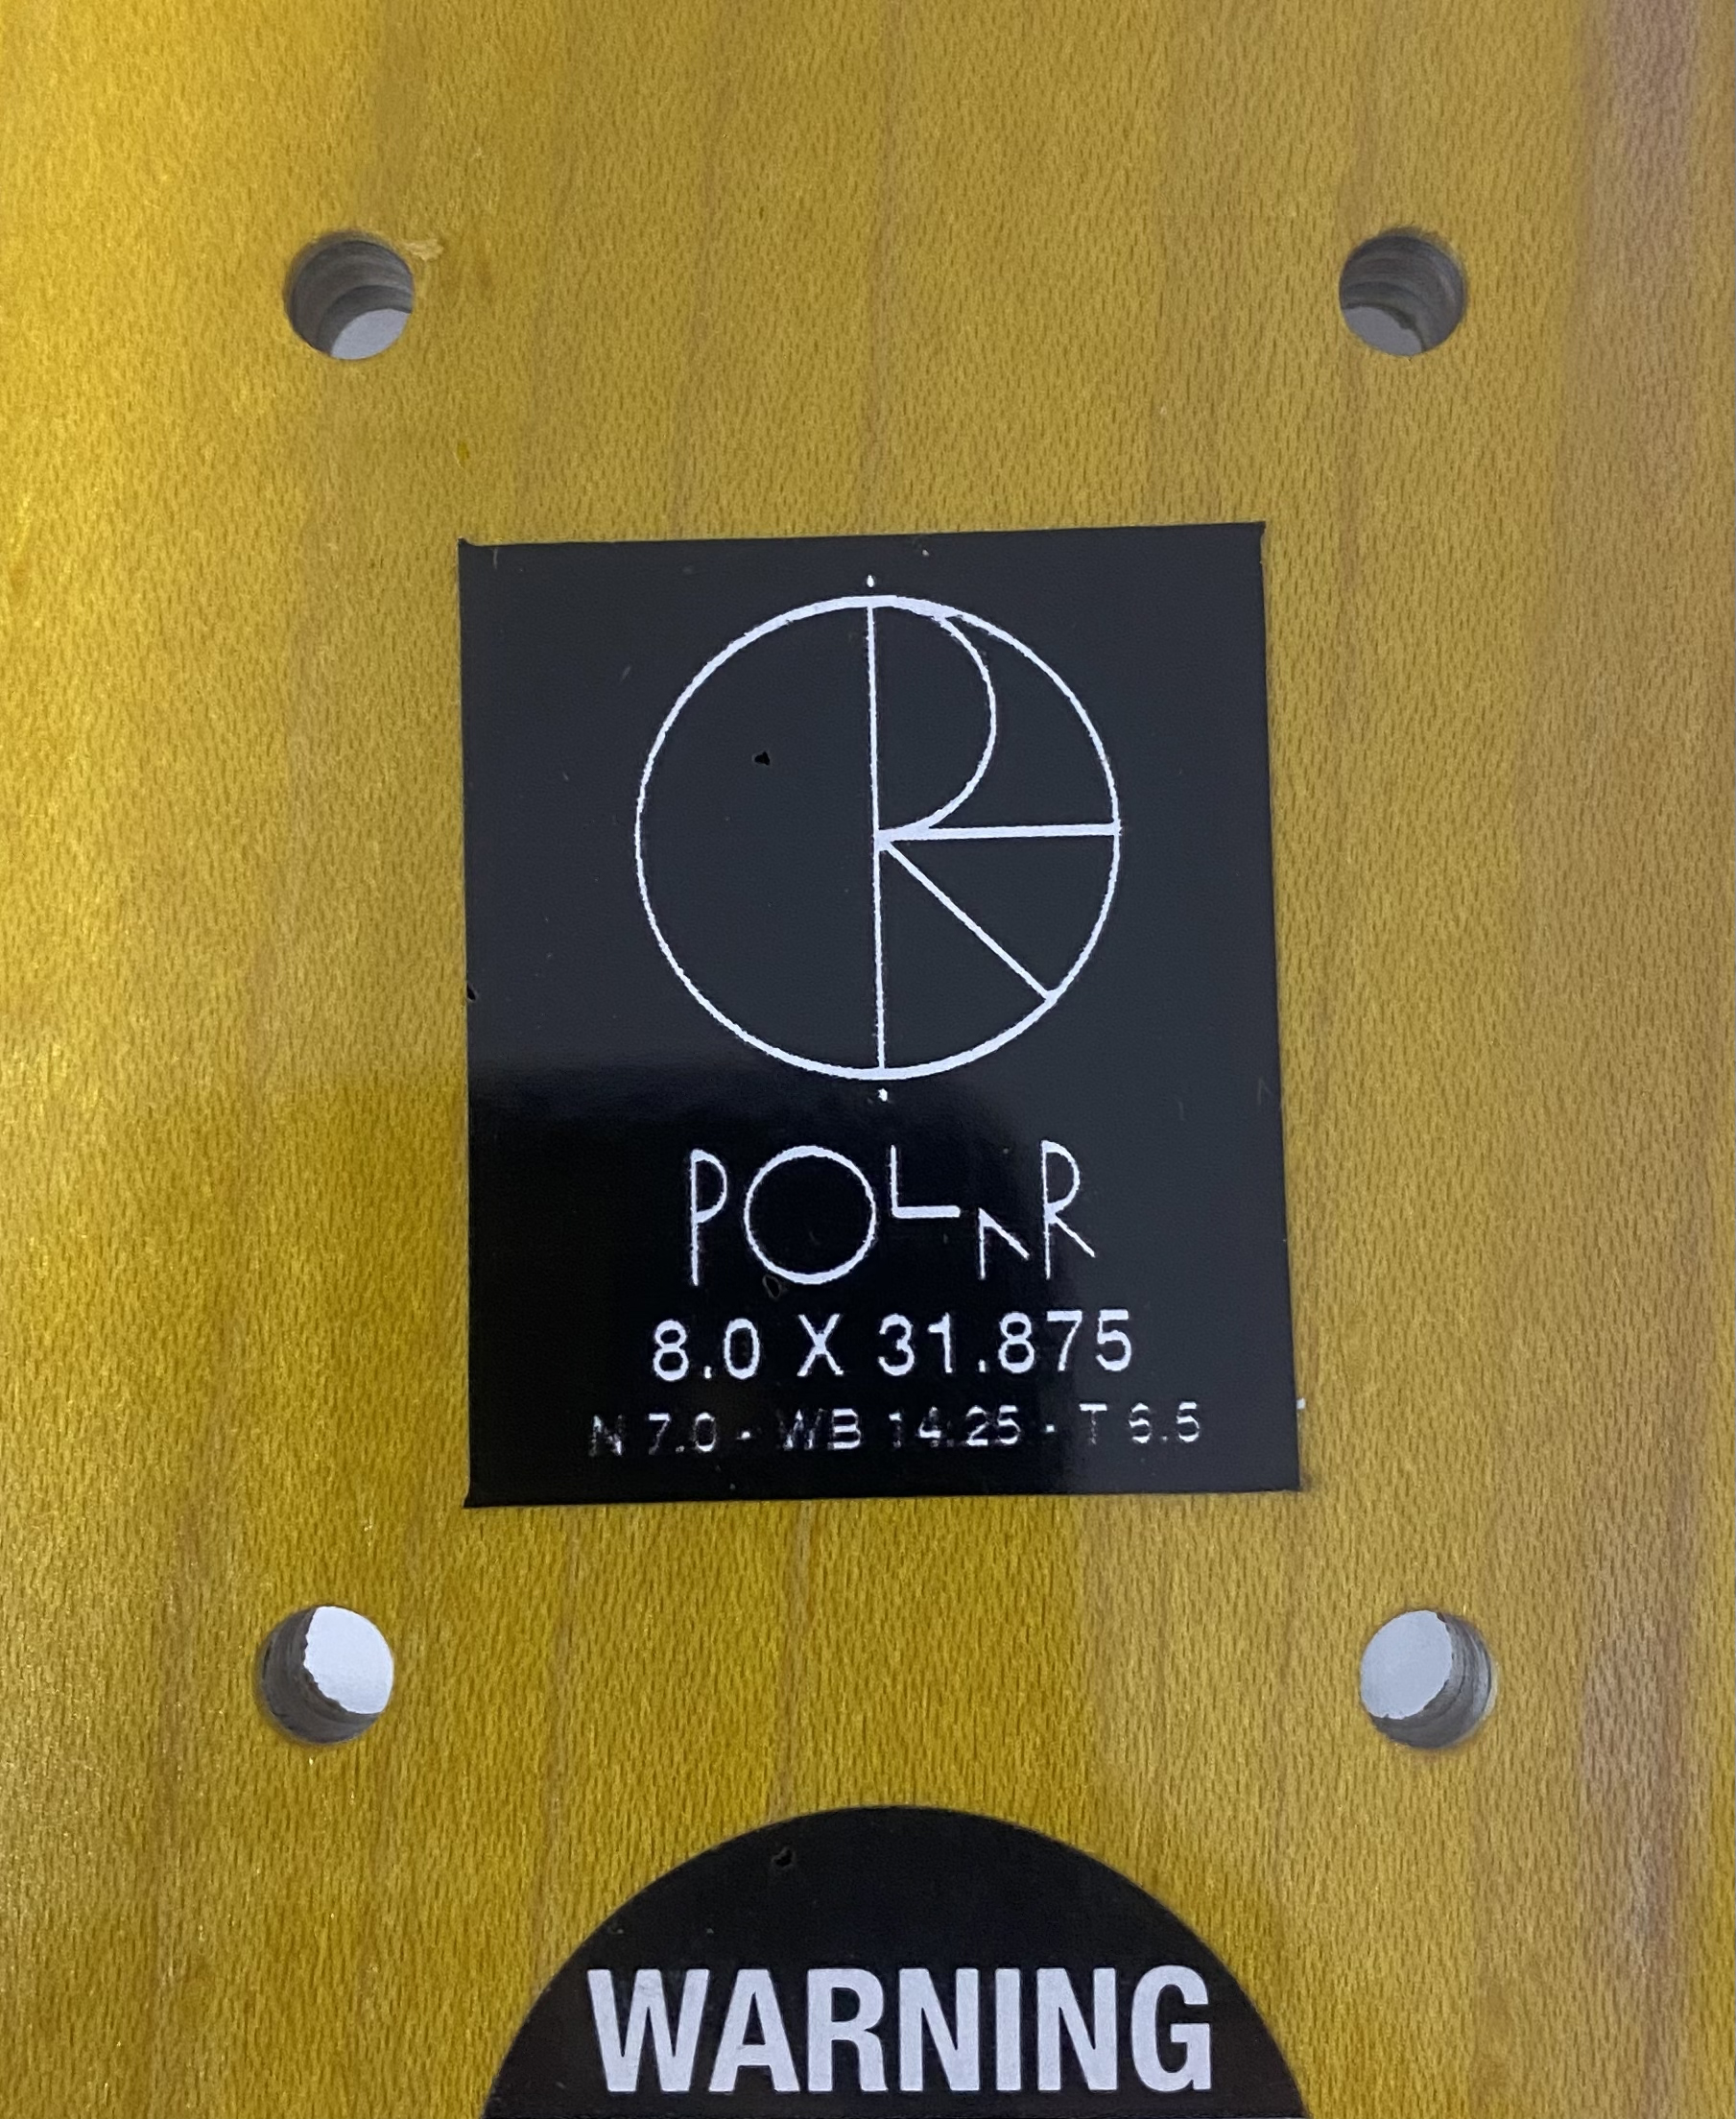 POLAR
8.0 X 31.875
N 7.0 - WB 14.25 - T 6.5
WARNING